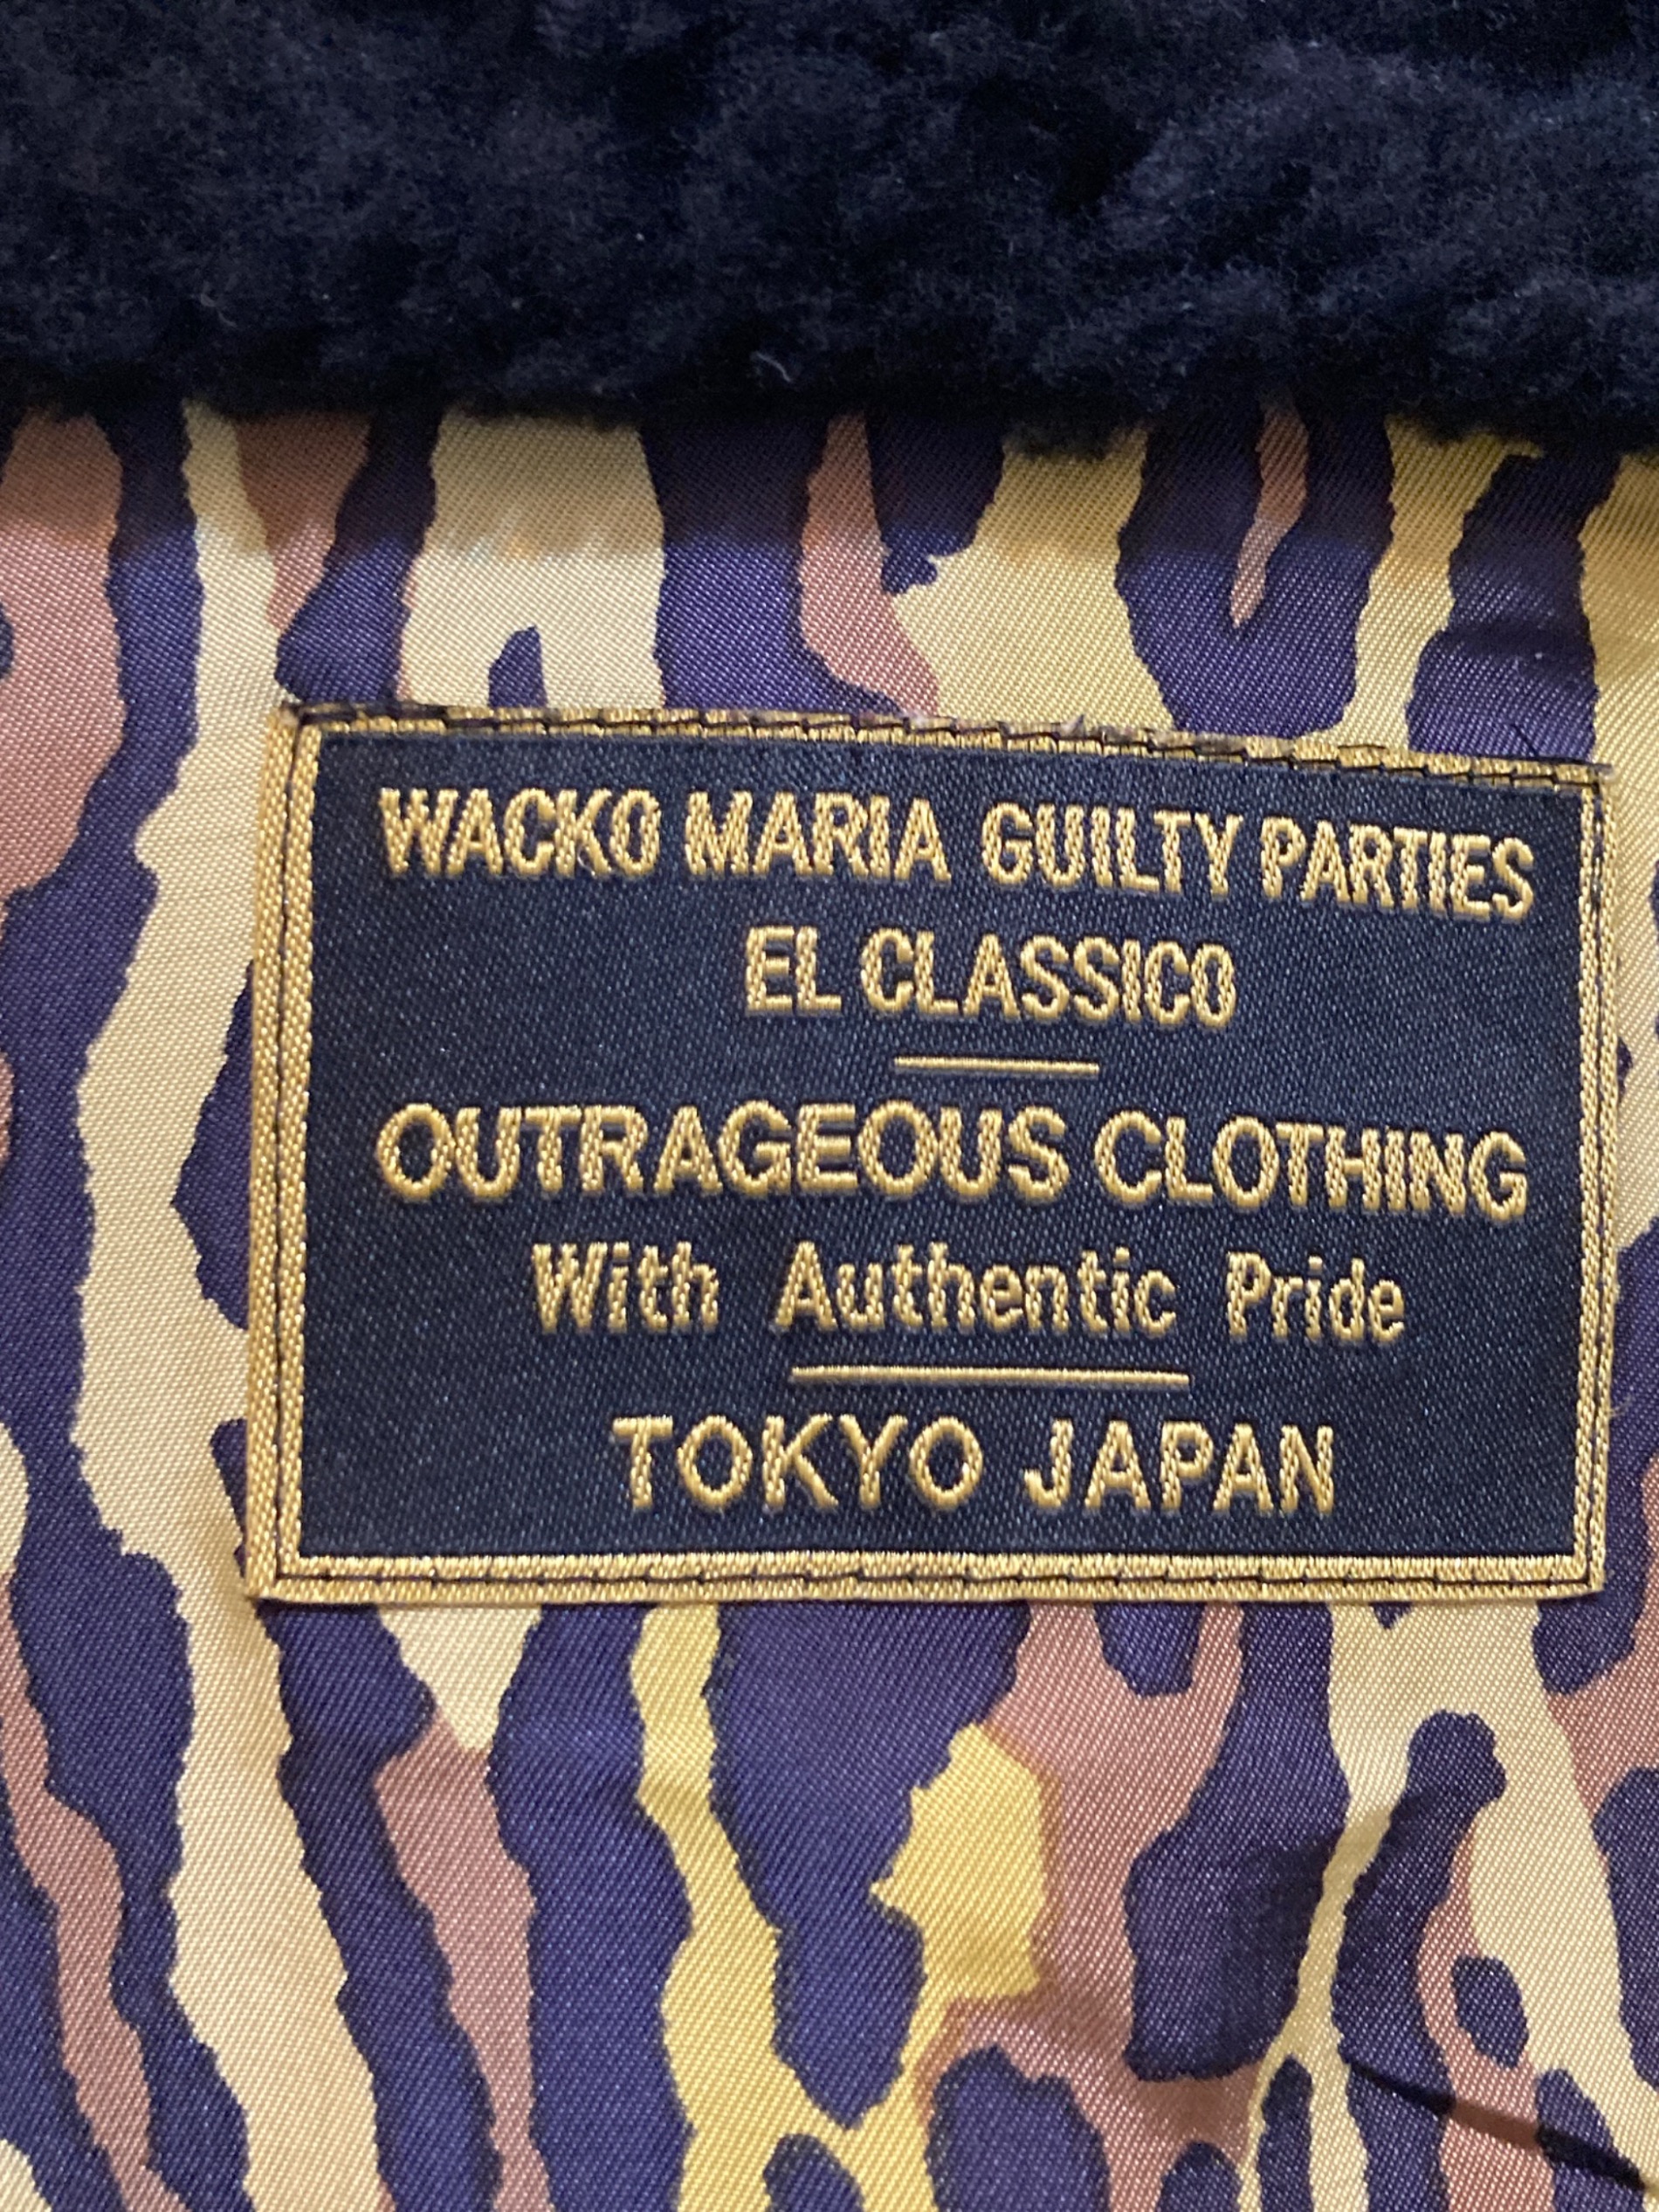 WACKO MARIA GUILTY PARTIES
EL CLASSICO
OUTRAGEOUS CLOTHING
With Authentic Pride
TOKYO JAPAN